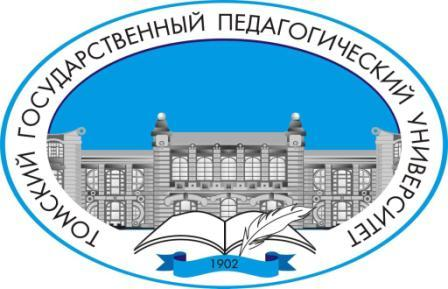 ТОМСКИЙ ГОСУДАРСТВЕННЫЙ ПЕДАГОГИЧЕСКИЙ УНИВЕРСИТЕТ
1902